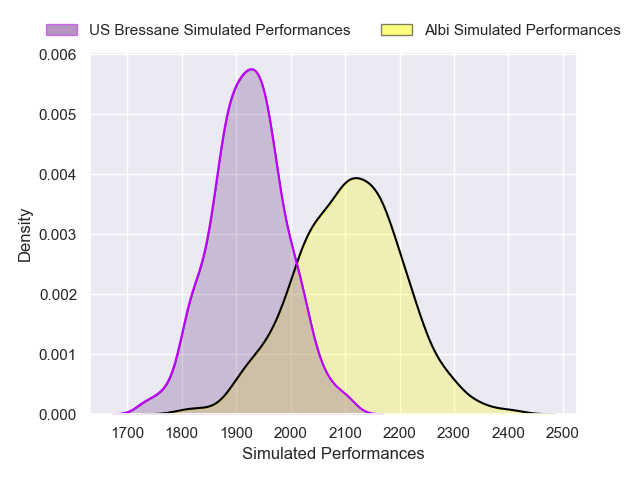 US Bressane Simulated Performances Albi Simulated Performances
0.006
0.005
0.004
0.003
0.002
0.001
0.000
Density
1700 1800 1900 2000 2100 2200 2300 2400 2500
Simulated Performances